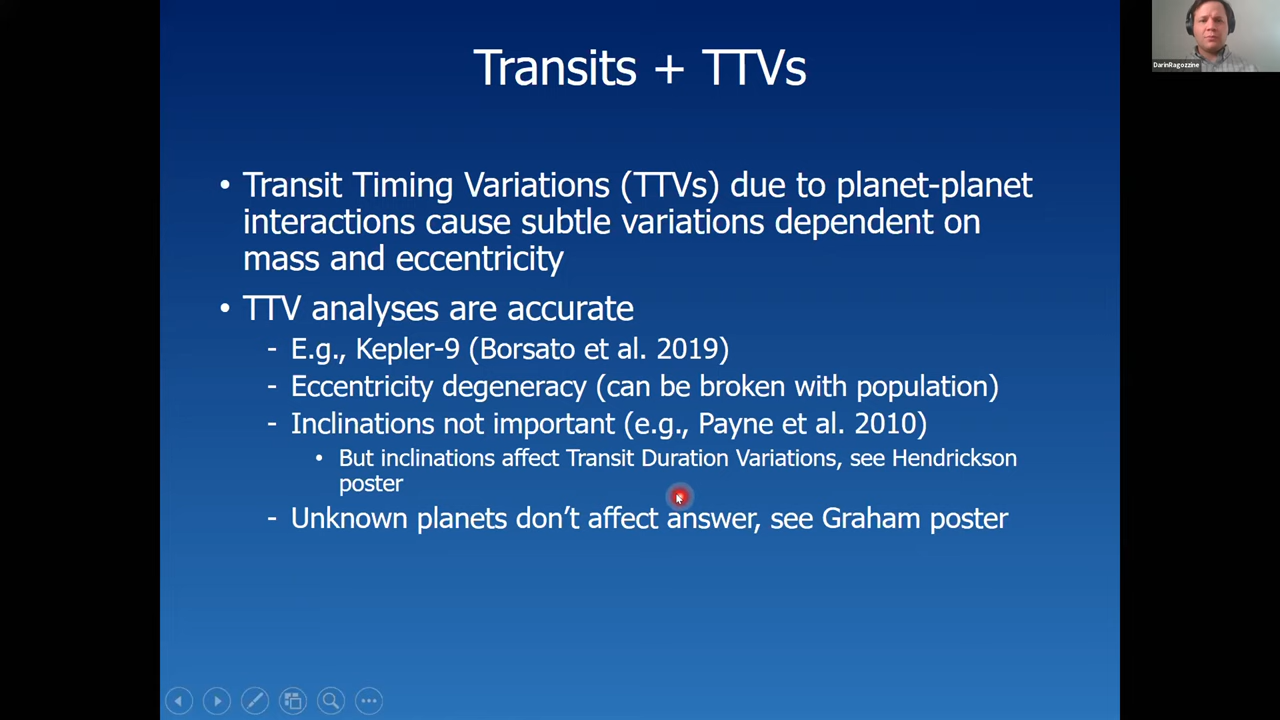 Transits + TTVs
• Transit Timing Variations (TTVs) due to planet-planet
interactions cause subtle variations dependent on
mass and eccentricity
• TTV analyses are accurate
- E.g., Kepler-9 (Borsato et al. 2019)
- Eccentricity degeneracy (can be broken with population)
- Inclinations not important (e.g., Payne et al. 2010)
• But inclinations affect Transit Duration Variations, see Hendrickson
poster
- Unknown planets don’t affect answer, see Graham poster
DarinRagozzine